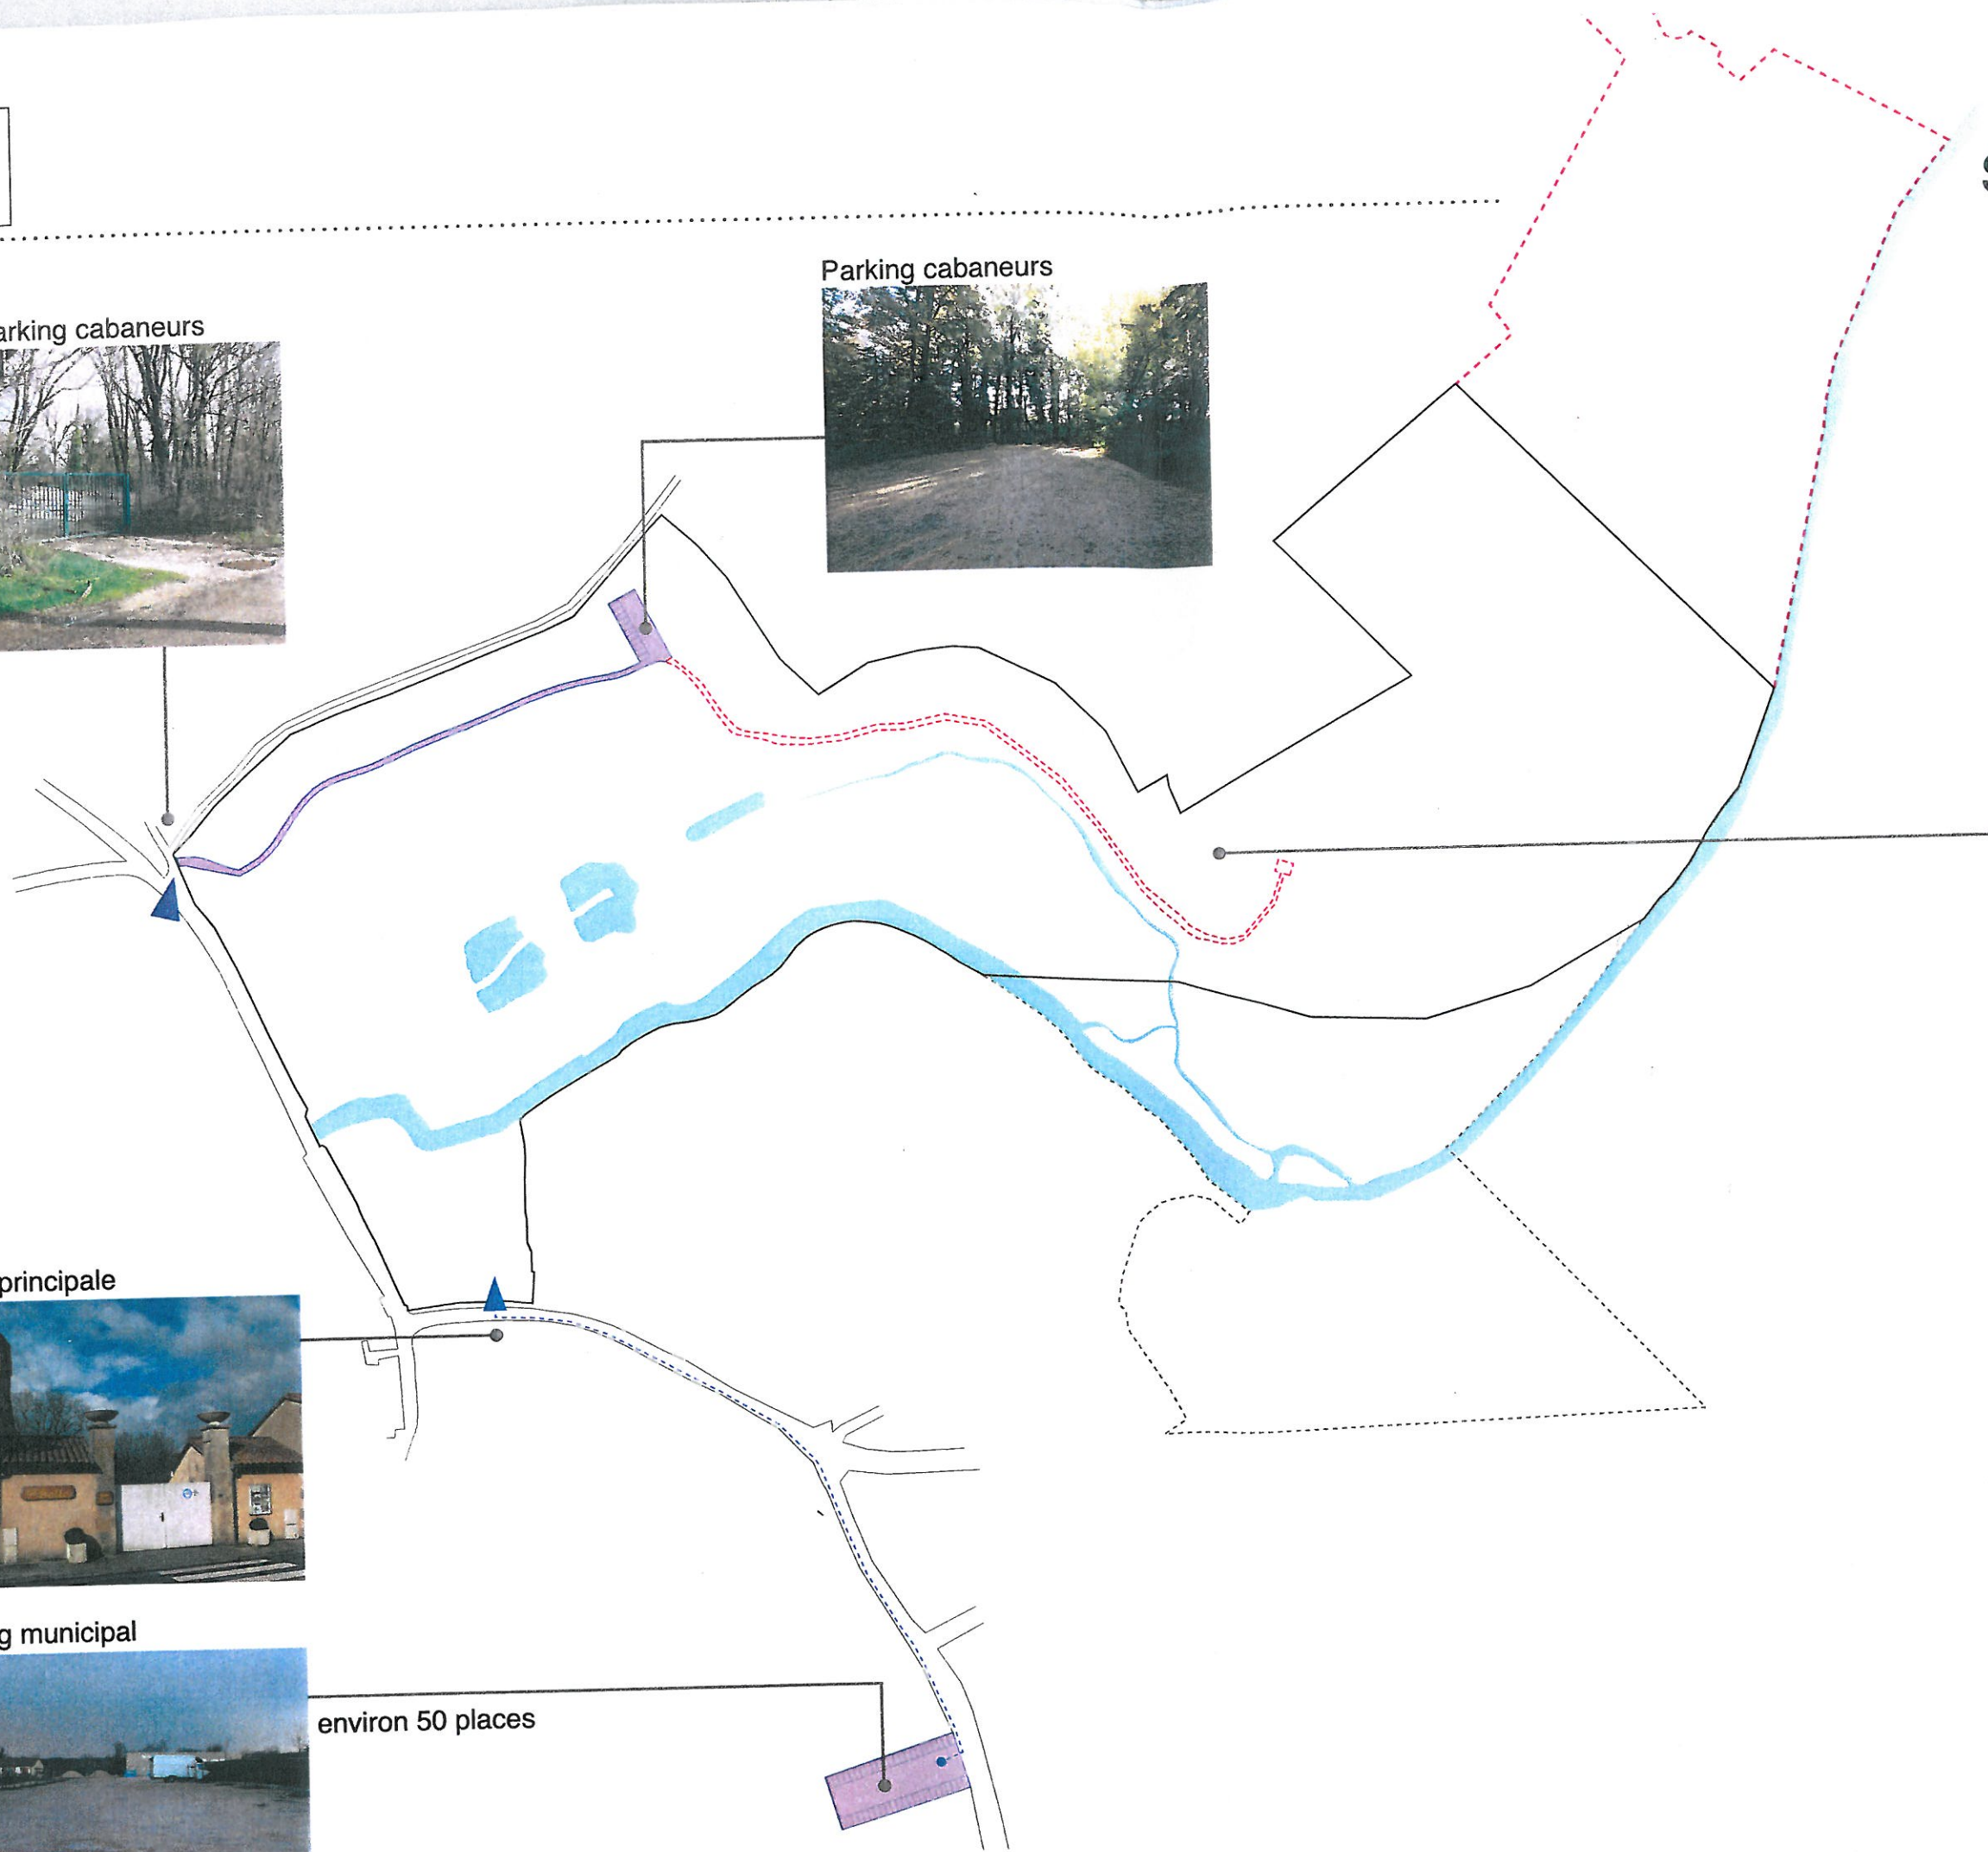 Parking cabaneurs
arking cabaneurs
principale
g municipal
environ 50 places